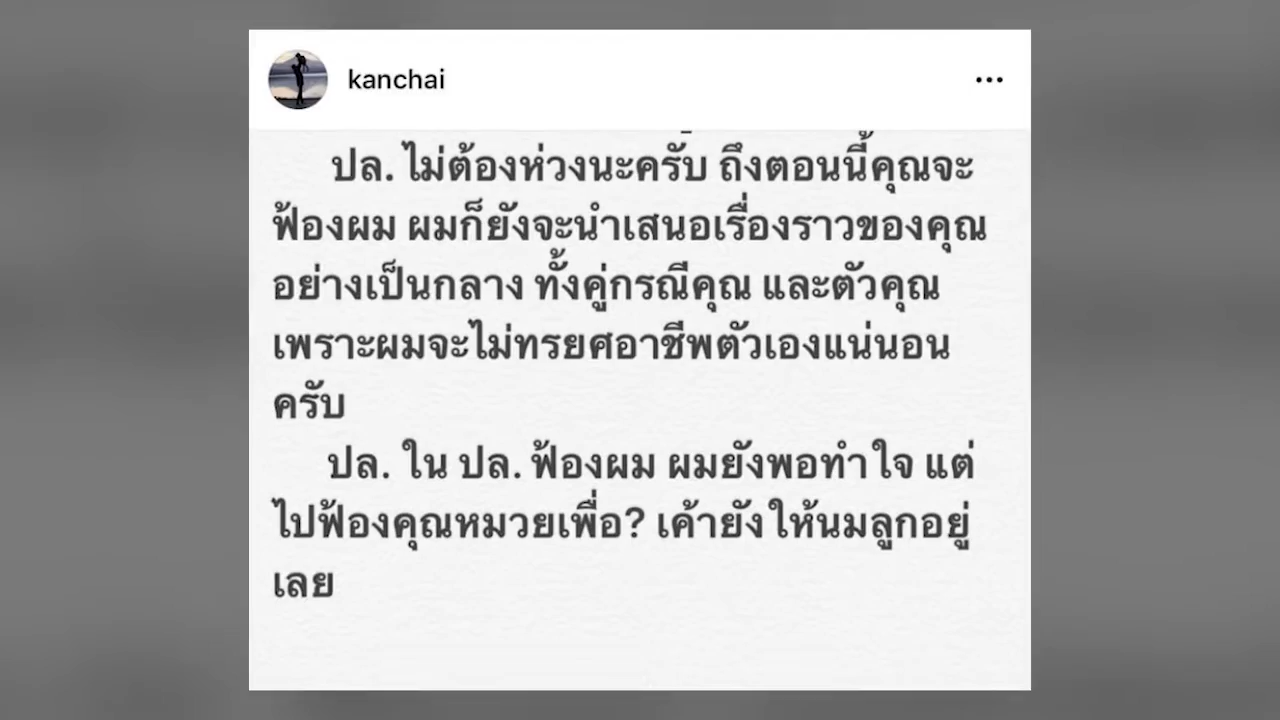 kanchai
ปล. ไม่ต้องห่วงนะครับ ถึงตอนนี้คุณจะ
ฟ้องผม ผมก็ยังจะนำเสนอเรื่องราวของคุณ
อย่างเป็นกลาง ทั้งคู่กรณีคุณ และตัวคุณ
เพราะผมจะไม่ทรยศอาชีพตัวเองแน่นอน
ครับ
ปล. ใน ปล. ฟ้องผม ผมยังพอทำใจ แต่
ไปฟ้องคุณหมวยเพื่อ? เค้ายังให้นมลูกอยู่
เลย